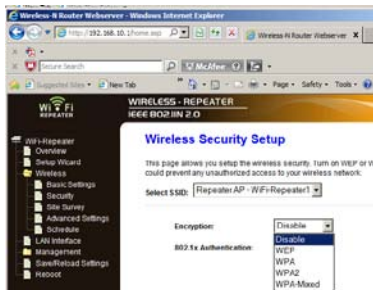 Wireless-N Router Webserver - Windows Internet Explorer
http://192.168.10.1/home.asp
Wireless-N Router Webserver
Secure Search
McAfee
Suggested Sites
New Tab
Page
Safety
Tools
WiFi
REPEATER
WIRELESS - REPEATER
IEEE 802.11N 2.0
WiFi-Repeater
Overview
Setup Wizard
Wireless
Basic Settings
Security
Site Survey
Advanced Settings
Schedule
LAN Interface
Management
Save/Reload Settings
Reboot
Wireless Security Setup
This page allows you setup the wireless security. Turn on WEP or W
could prevent any unauthorized access to your wireless network.
Select SSID: Repeater AP - WiFi-Repeater1
Encryption: Disable
802.1x Authentication:
Disable
WEP
WPA
WPA2
WPA-Mixed